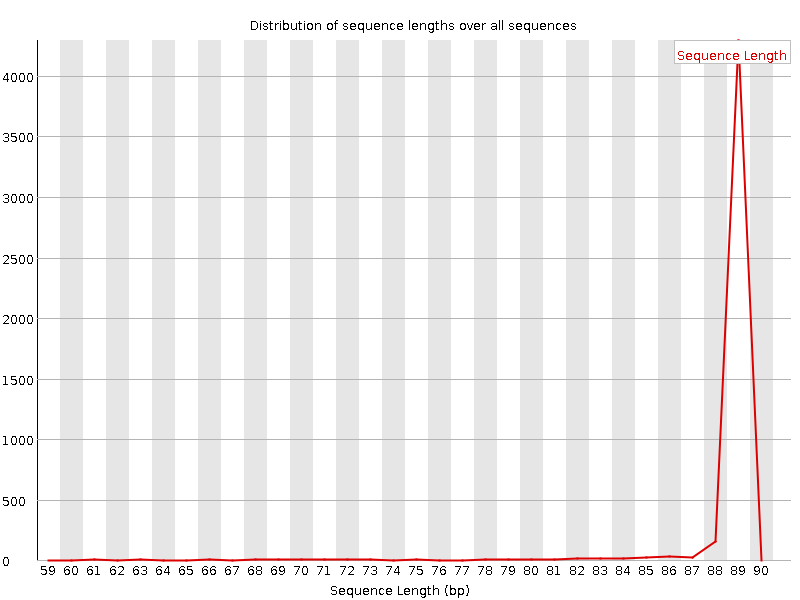 Distribution of sequence lengths over all sequences
Sequence Length
4000
3500
3000
2500
2000
1500
1000
500
0
59 60 61 62 63 64 65 66 67 68 69 70 71 72 73 74 75 76 77 78 79 80 81 82 83 84 85 86 87 88 89 90
Sequence Length (bp)